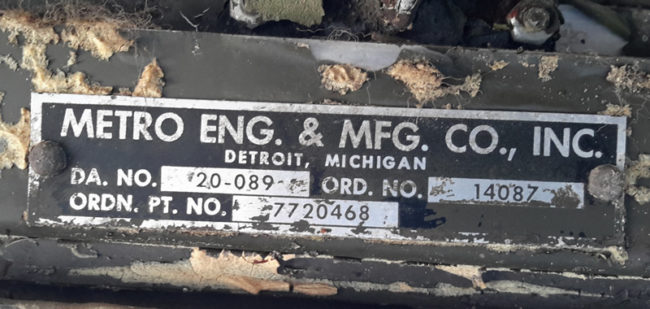 METRO ENG. & MFG. CO., INC.
DETROIT, MICHIGAN
DA. NO. 20-089 ORD. NO. 14087
ORDN. PT. NO. 7720468